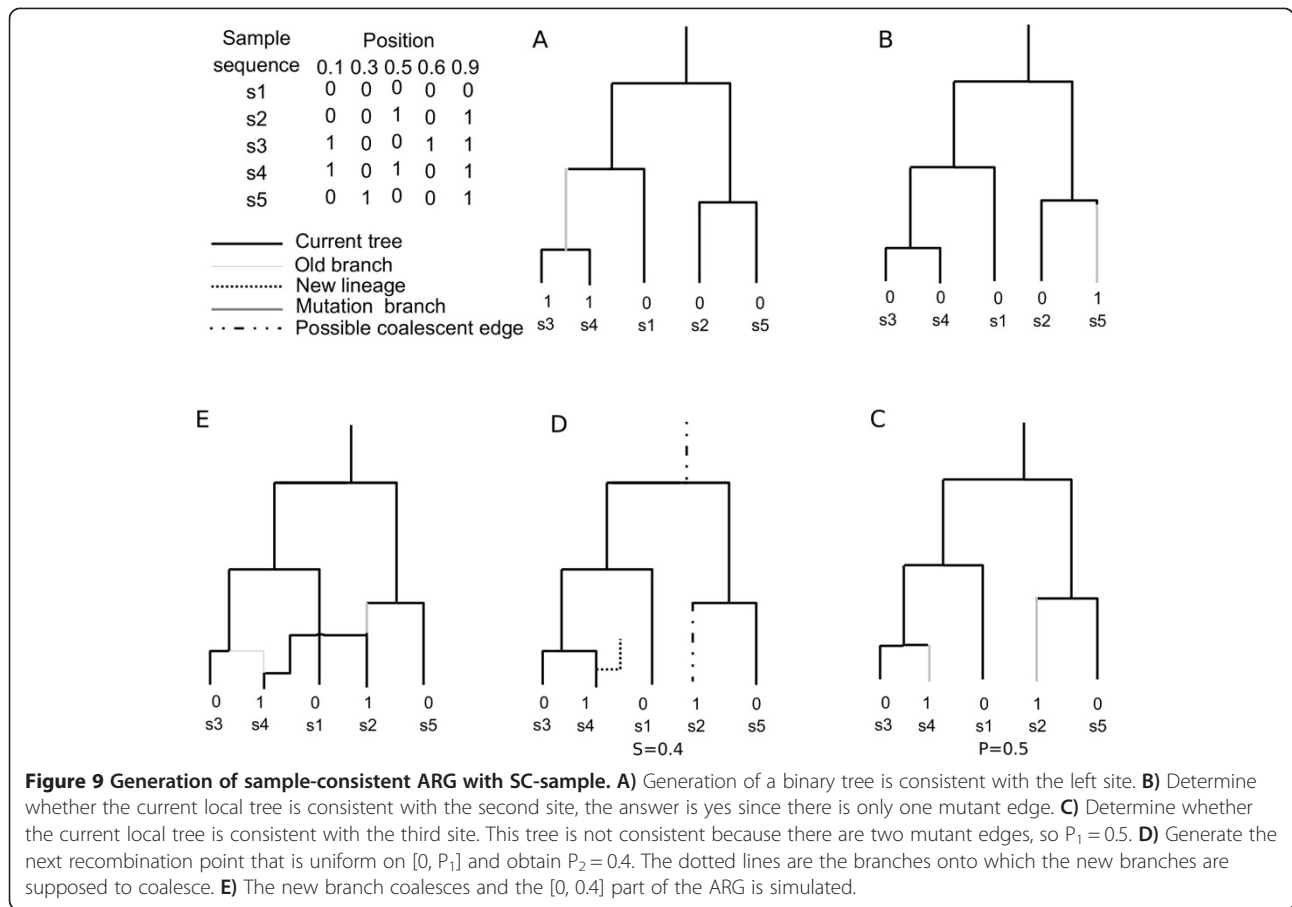 Sample Position
sequence 0.1 0.3 0.5 0.6 0.9
s1 0 0 0 0 0
s2 0 0 1 0 1
s3 1 0 0 1 1
s4 1 0 1 0 1
s5 0 1 0 0 1
Current tree
Old branch
New lineage
Mutation branch
Possible coalescent edge
A
1 1 0 0 0
s3 s4 s1 s2 s5
B
0 0 0 0 1
s3 s4 s1 s2 s5
E
0 1 0 1 0
s3 s4 s1 s2 s5
D
0 1 0 1 0
s3 s4 s1 s2 s5
S=0.4
C
0 1 0 1 0
s3 s4 s1 s2 s5
P=0.5
Figure 9 Generation of sample-consistent ARG with SC-sample. A) Generation of a binary tree is consistent with the left site. B) Determine
whether the current local tree is consistent with the second site, the answer is yes since there is only one mutant edge. C) Determine whether
the current local tree is consistent with the third site. This tree is not consistent because there are two mutant edges, so P₁ = 0.5. D) Generate the
next recombination point that is uniform on [0, P₁] and obtain P₂ = 0.4. The dotted lines are the branches onto which the new branches are
supposed to coalesce. E) The new branch coalesces and the [0, 0.4] part of the ARG is simulated.